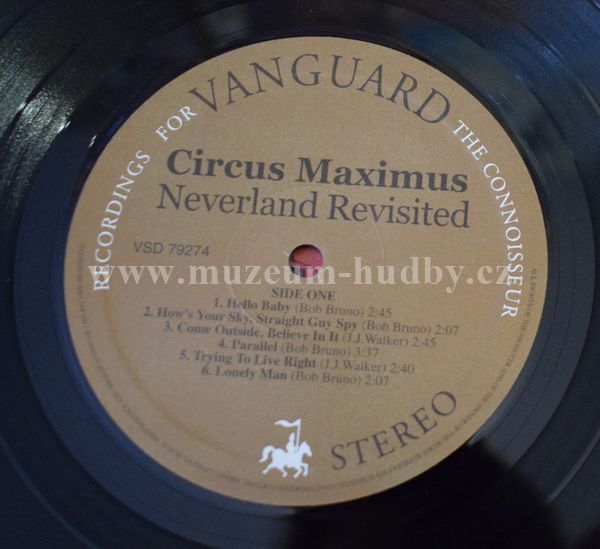 RECORDINGS FOR VANGUARD THE CONNOISSEUR
Circus Maximus
Neverland Revisited
VSD 79274
www.muzeum-hudby.cz
SIDE ONE
1. Hello Baby (Bob Bruno) 2:45
2. How's Your Sky, Straight Guy Spy (Bob Bruno) 2:07
3. Come Outside, Believe In It (J.J.Walker) 2:45
4. Parallel (Bob Bruno) 3:37
5. Trying To Live Right (J.J.Walker) 2:40
6. Lonely Man (Bob Bruno) 2:07
STEREO